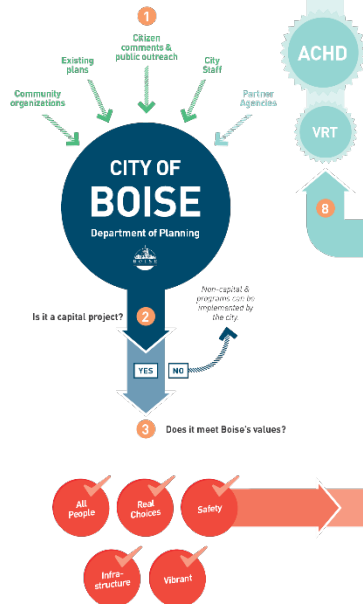 1
Citizen
comments &
public outreach
Existing
plans
City
Staff
Community
organizations
Partner
Agencies
ACHD
VRT
8
CITY OF
BOISE
Department of Planning
BOISE
Non-capital &
programs can be
implemented by
the city.
Is it a capital project?
2
YES
NO
3
Does it meet Boise's values?
All
People
Real
Choices
Safety
Infra-
structure
Vibrant